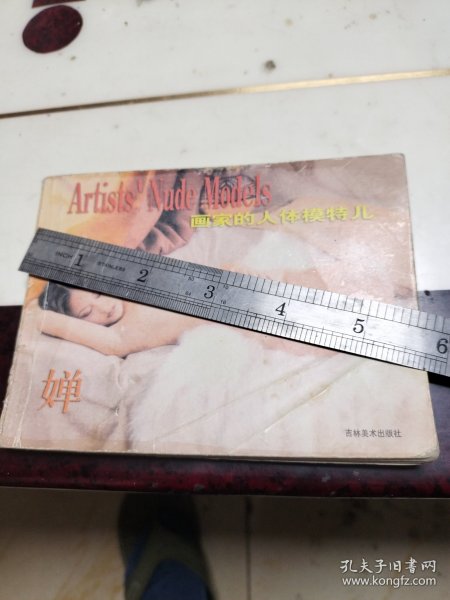 Artists' Nude Models
画家的人体模特儿
INCH 1 STAINLESS 2 3 4 5 6
婵
吉林美术出版社
孔夫子旧书网
www.kongfz.com